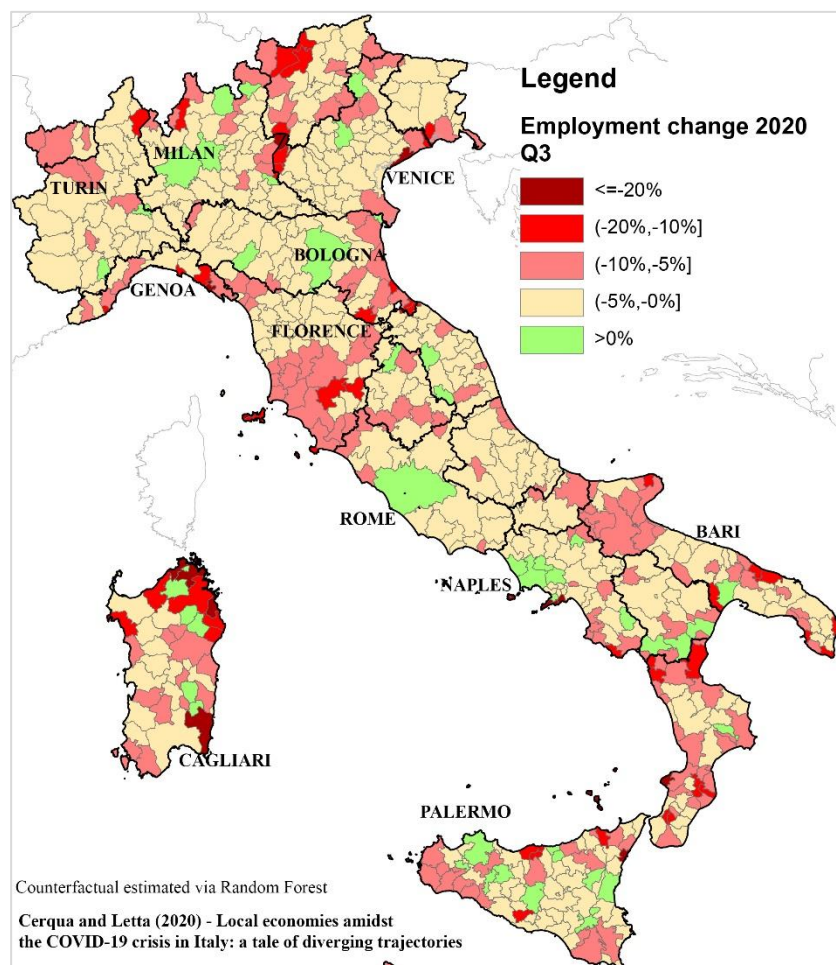 Legend
Employment change 2020
Q3
<=-20%
(-20%,-10%]
(-10%,-5%]
(-5%,-0%]
>0%
MILAN
VENICE
TURIN
BOLOGNA
GENOA
FLORENCE
ROME
BARI
NAPLES
CAGLIARI
PALERMO
Counterfactual estimated via Random Forest
Cerqua and Letta (2020) - Local economies amidst
the COVID-19 crisis in Italy: a tale of diverging trajectories